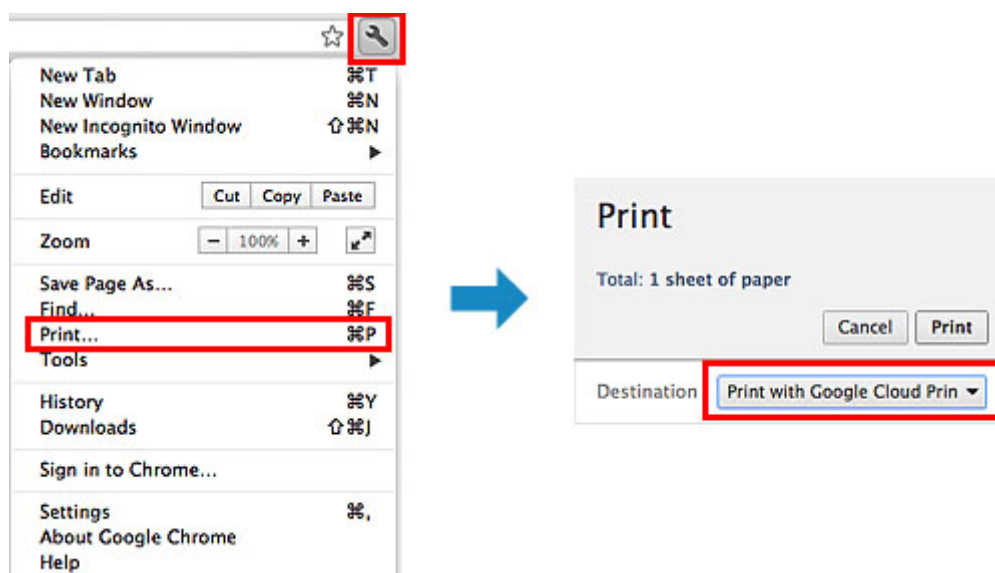 New Tab ⌘T
New Window ⌘N
New Incognito Window ⇧⌘N
Bookmarks ▶
Edit Cut Copy Paste
Zoom − 100% +
Save Page As... ⌘S
Find... ⌘F
Print... ⌘P
Tools ▶
History ⌘Y
Downloads ⇧⌘J
Sign in to Chrome...
Settings ⌘,
About Google Chrome
Help
Print
Total: 1 sheet of paper
Cancel Print
Destination Print with Google Cloud Prin